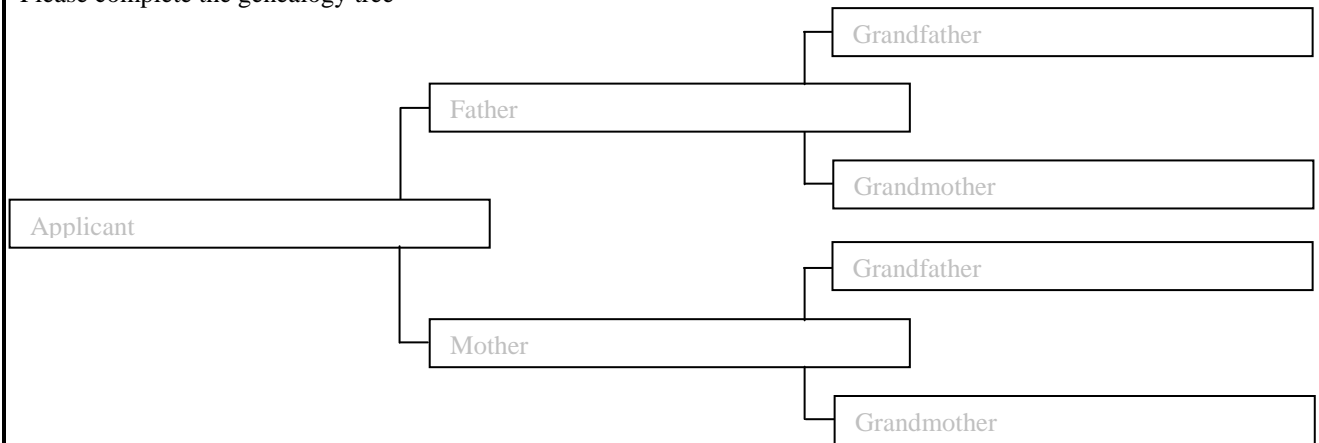 Please complete the genealogy tree
Grandfather
Father
Grandmother
Applicant
Grandfather
Mother
Grandmother